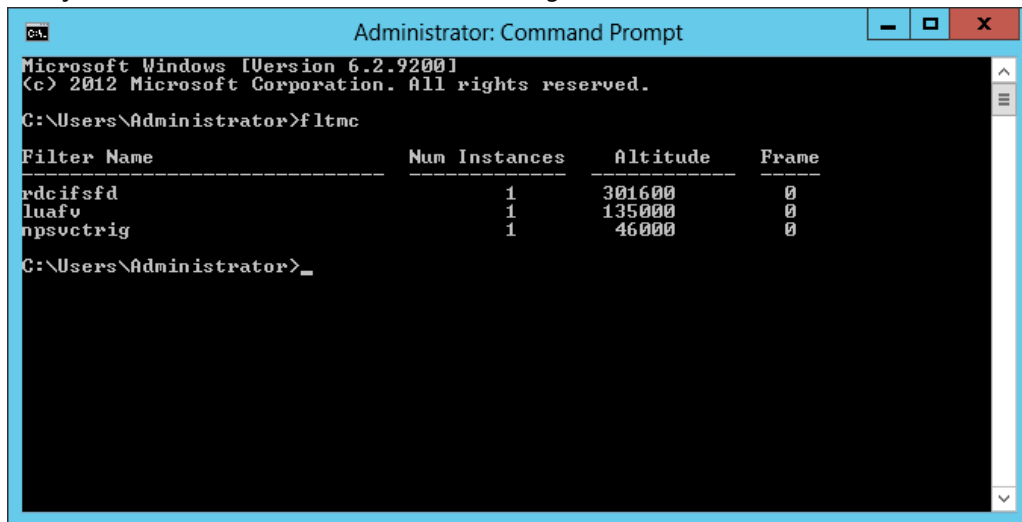 Administrator: Command Prompt
Microsoft Windows [Version 6.2.9200]
(c) 2012 Microsoft Corporation. All rights reserved.
C:\Users\Administrator>fltmc
Filter Name Num Instances Altitude Frame
------------------------------ ------------- ------------ -----
rdcifsfd 1 301600 0
luafv 1 135000 0
npsvctrig 1 46000 0
C:\Users\Administrator>_